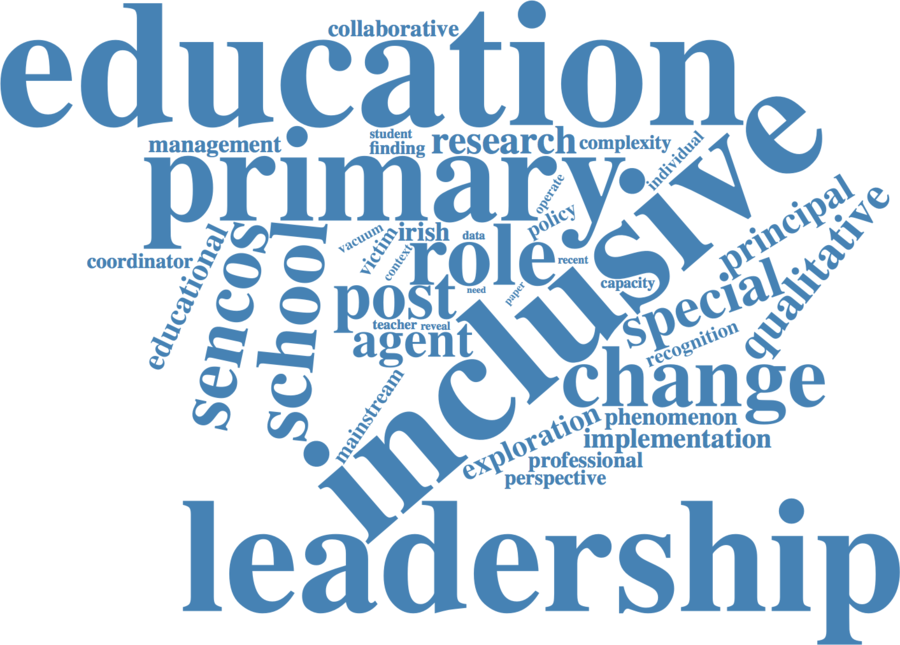 collaborative
education
management
student
finding
research
complexity
individual
primary
operate
policy
principal
qualitative
coordinator
educational
sencos
school
vacuum
victim
context
irish
data
role
recent
inclusive
special
capacity
need
paper
post
teacher
reveal
agent
recognition
change
mainstream
exploration
phenomenon
implementation
professional
perspective
leadership